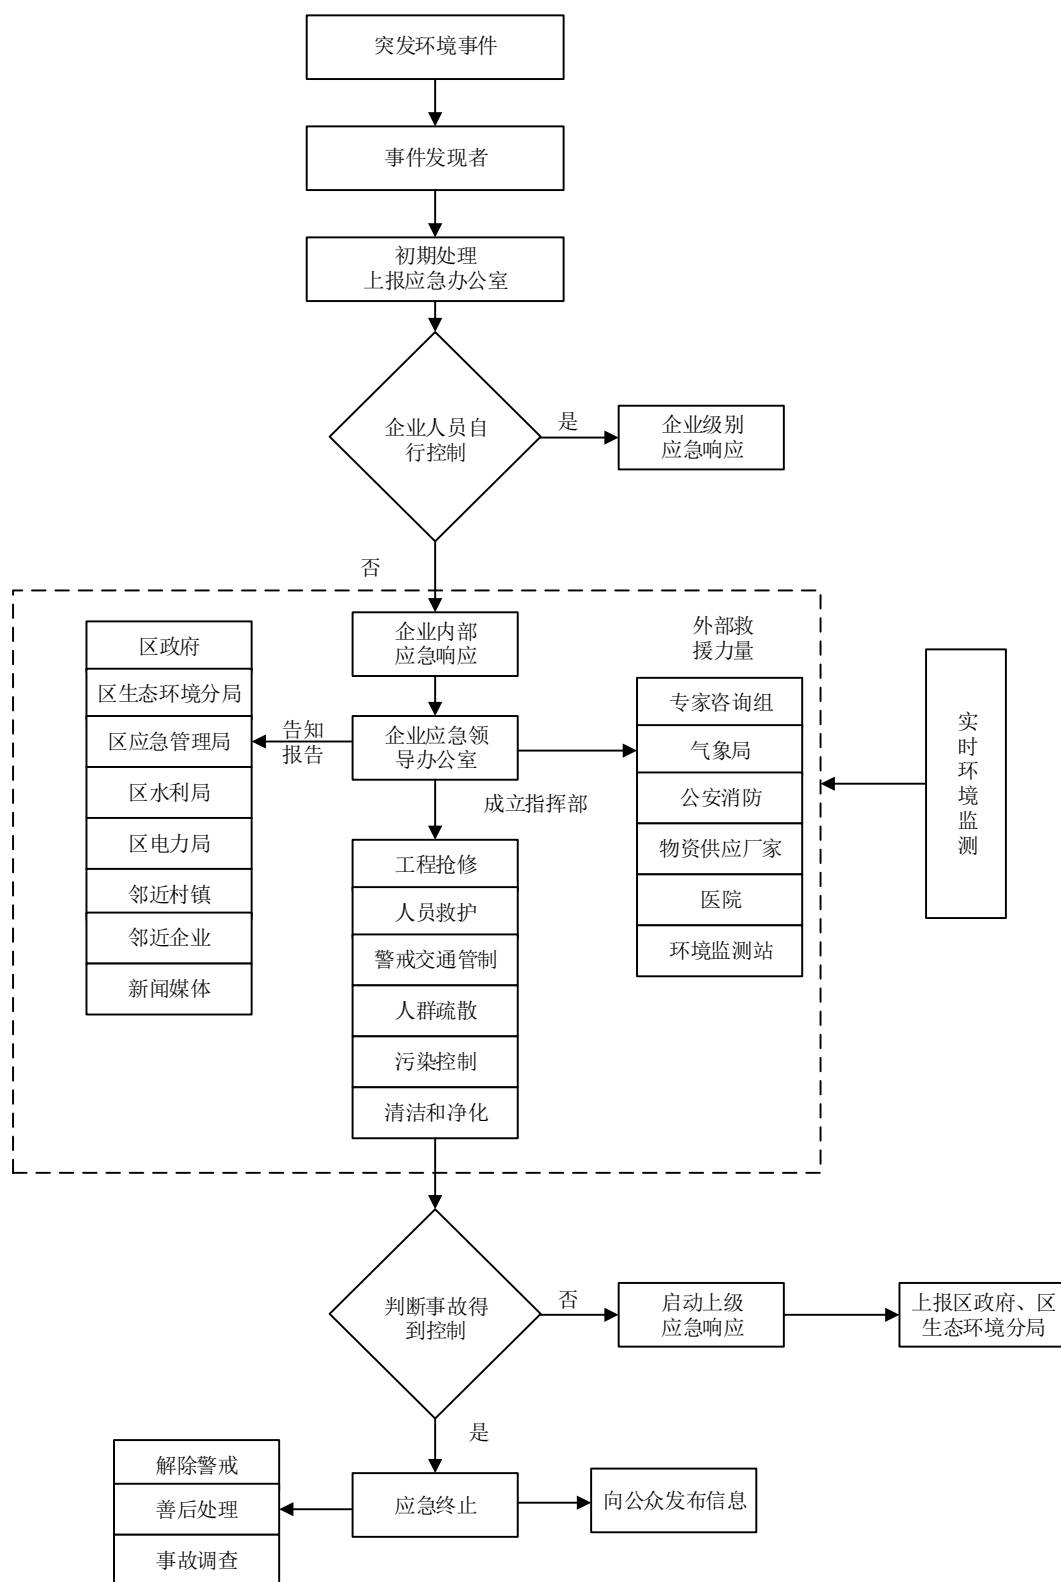 突发环境事件
事件发现者
初期处理
上报应急办公室
企业人员自
行控制
是
企业级别
应急响应
否
区政府
区生态环境分局
区应急管理局
区水利局
区电力局
邻近村镇
邻近企业
新闻媒体
告知
报告
企业内部
应急响应
企业应急领
导办公室
成立指挥部
工程抢修
人员救护
警戒交通管制
人群疏散
污染控制
清洁和净化
外部救
援力量
专家咨询组
气象局
公安消防
物资供应厂家
医院
环境监测站
实时环境监测
判断事故得
到控制
否
启动上级
应急响应
上报区政府、区
生态环境分局
是
解除警戒
善后处理
事故调查
应急终止
向公众发布信息